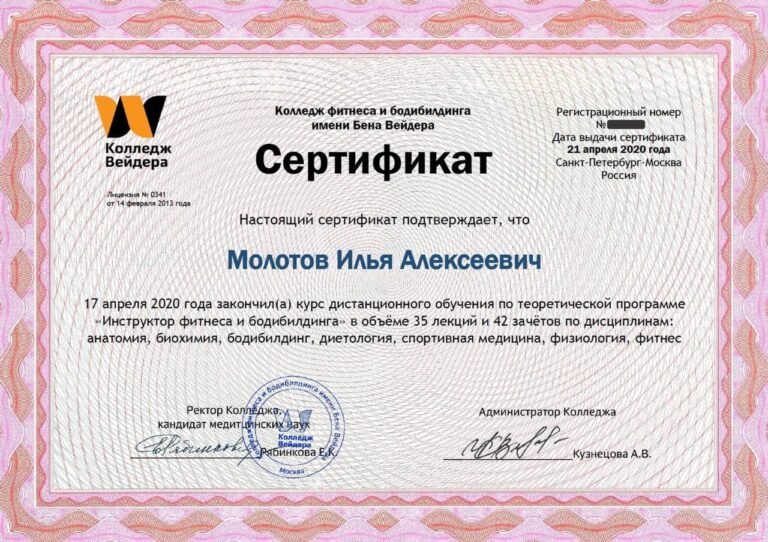 Колледж
Вейдера
Лицензия № 0341
от 14 февраля 2013 года
Колледж фитнеса и бодибилдинга
имени Бена Вейдера
Сертификат
Регистрационный номер
№
Дата выдачи сертификата
21 апреля 2020 года
Санкт-Петербург-Москва
Россия
Настоящий сертификат подтверждает, что
Молотов Илья Алексеевич
17 апреля 2020 года закончил(а) курс дистанционного обучения по теоретической программе
«Инструктор фитнеса и бодибилдинга» в объёме 35 лекций и 42 зачётов по дисциплинам:
анатомия, биохимия, бодибилдинг, диетология, спортивная медицина, физиология, фитнес
Ректор Колледжа,
кандидат медицинских наук
Рябинкова Е.К.
Колледж фитнеса и бодибилдинга имени Бена Вейдера
Колледж
Вейдера
Москва
Администратор Колледжа
Кузнецова А.В.